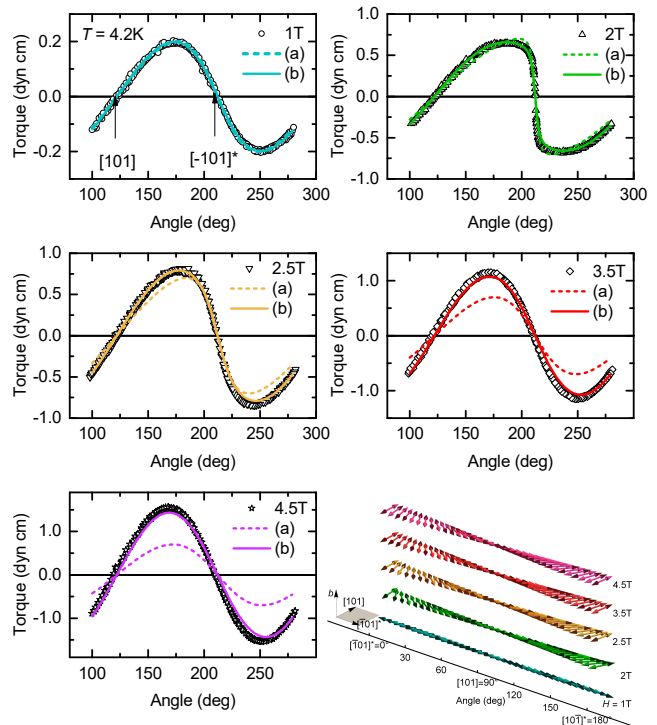 T = 4.2K
1T
(a)
(b)
[101]
[-101]*
0.2
0.0
-0.2
100 150 200 250 300
Angle (deg)
Torque (dyn cm)
2T
(a)
(b)
1.0
0.5
0.0
-0.5
-1.0
100 150 200 250 300
Angle (deg)
Torque (dyn cm)
2.5T
(a)
(b)
1.0
0.5
0.0
-0.5
-1.0
100 150 200 250 300
Angle (deg)
Torque (dyn cm)
3.5T
(a)
(b)
1.0
0.0
-1.0
100 150 200 250 300
Angle (deg)
Torque (dyn cm)
4.5T
(a)
(b)
1.0
0.0
-1.0
100 150 200 250 300
Angle (deg)
Torque (dyn cm)
4.5T
3.5T
2.5T
2T
H = 1T
b
[101]
[1̄01]*
[1̄01]*=0°
30
60
[101]=90°
120
150
[101̄]*=180°
Angle (deg)